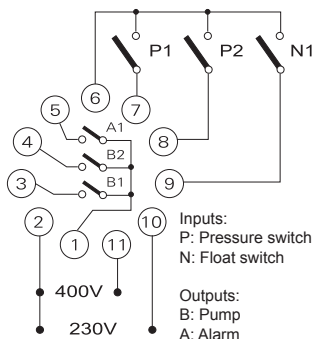 P1 P2 N1
6 7
5 A1
4 B2 8
3 B1 9
2 1 11 10
Inputs:
P: Pressure switch
N: Float switch
400V
Outputs:
B: Pump
230V
A: Alarm